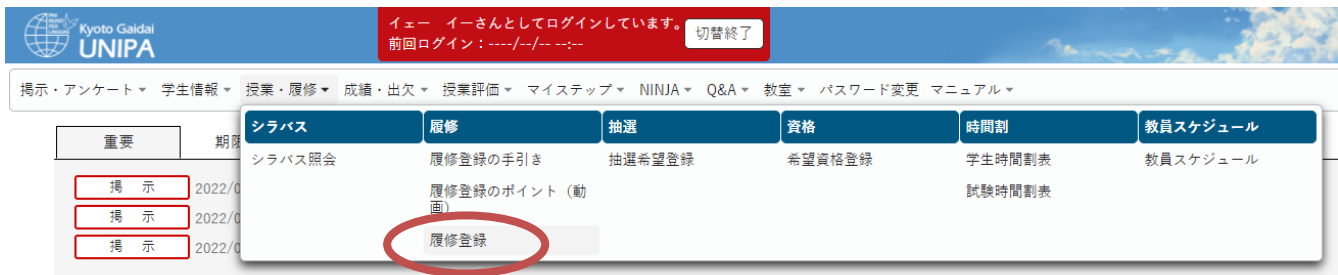 Kyoto Gaidai
UNIPA
イェー　イーさんとしてログインしています。
前回ログイン：----/--/-- --:--
切替終了
掲示・アンケート 学生情報 授業・履修 成績・出欠 授業評価 マイステップ NINJA Q&A 教室 パスワード変更 マニュアル
重要 期限
シラバス 履修 抽選 資格 時間割 教員スケジュール
シラバス照会 履修登録の手引き 抽選希望登録 希望資格登録 学生時間割表 教員スケジュール
履修登録のポイント（動
画） 試験時間割表
履修登録
掲 示 2022/0
掲 示 2022/0
掲 示 2022/0